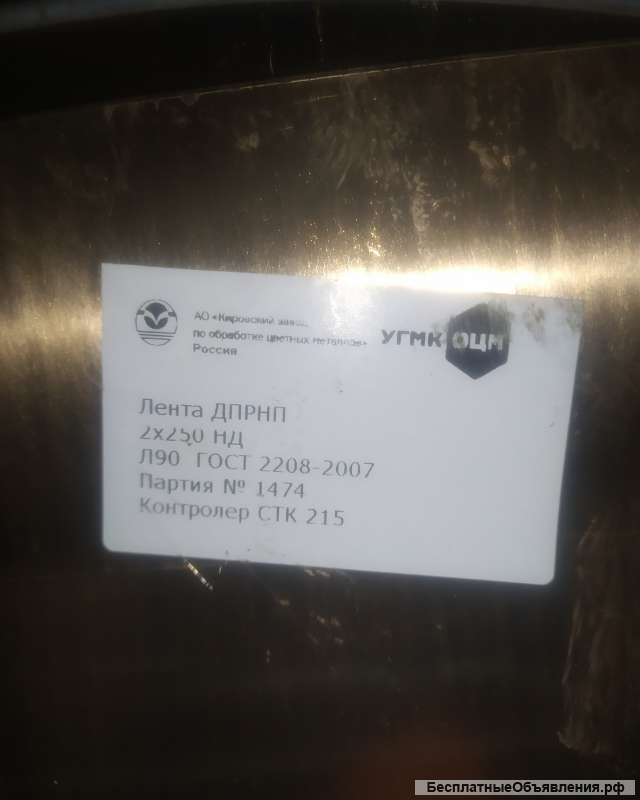 АО «Кировский завод
по обработке цветных металлов»
Россия
УГМК ОЦМ
Лента ДПРНП
2х250 НД
Л90 ГОСТ 2208-2007
Партия № 1474
Контролер СТК 215
БесплатныеОбъявления.рф